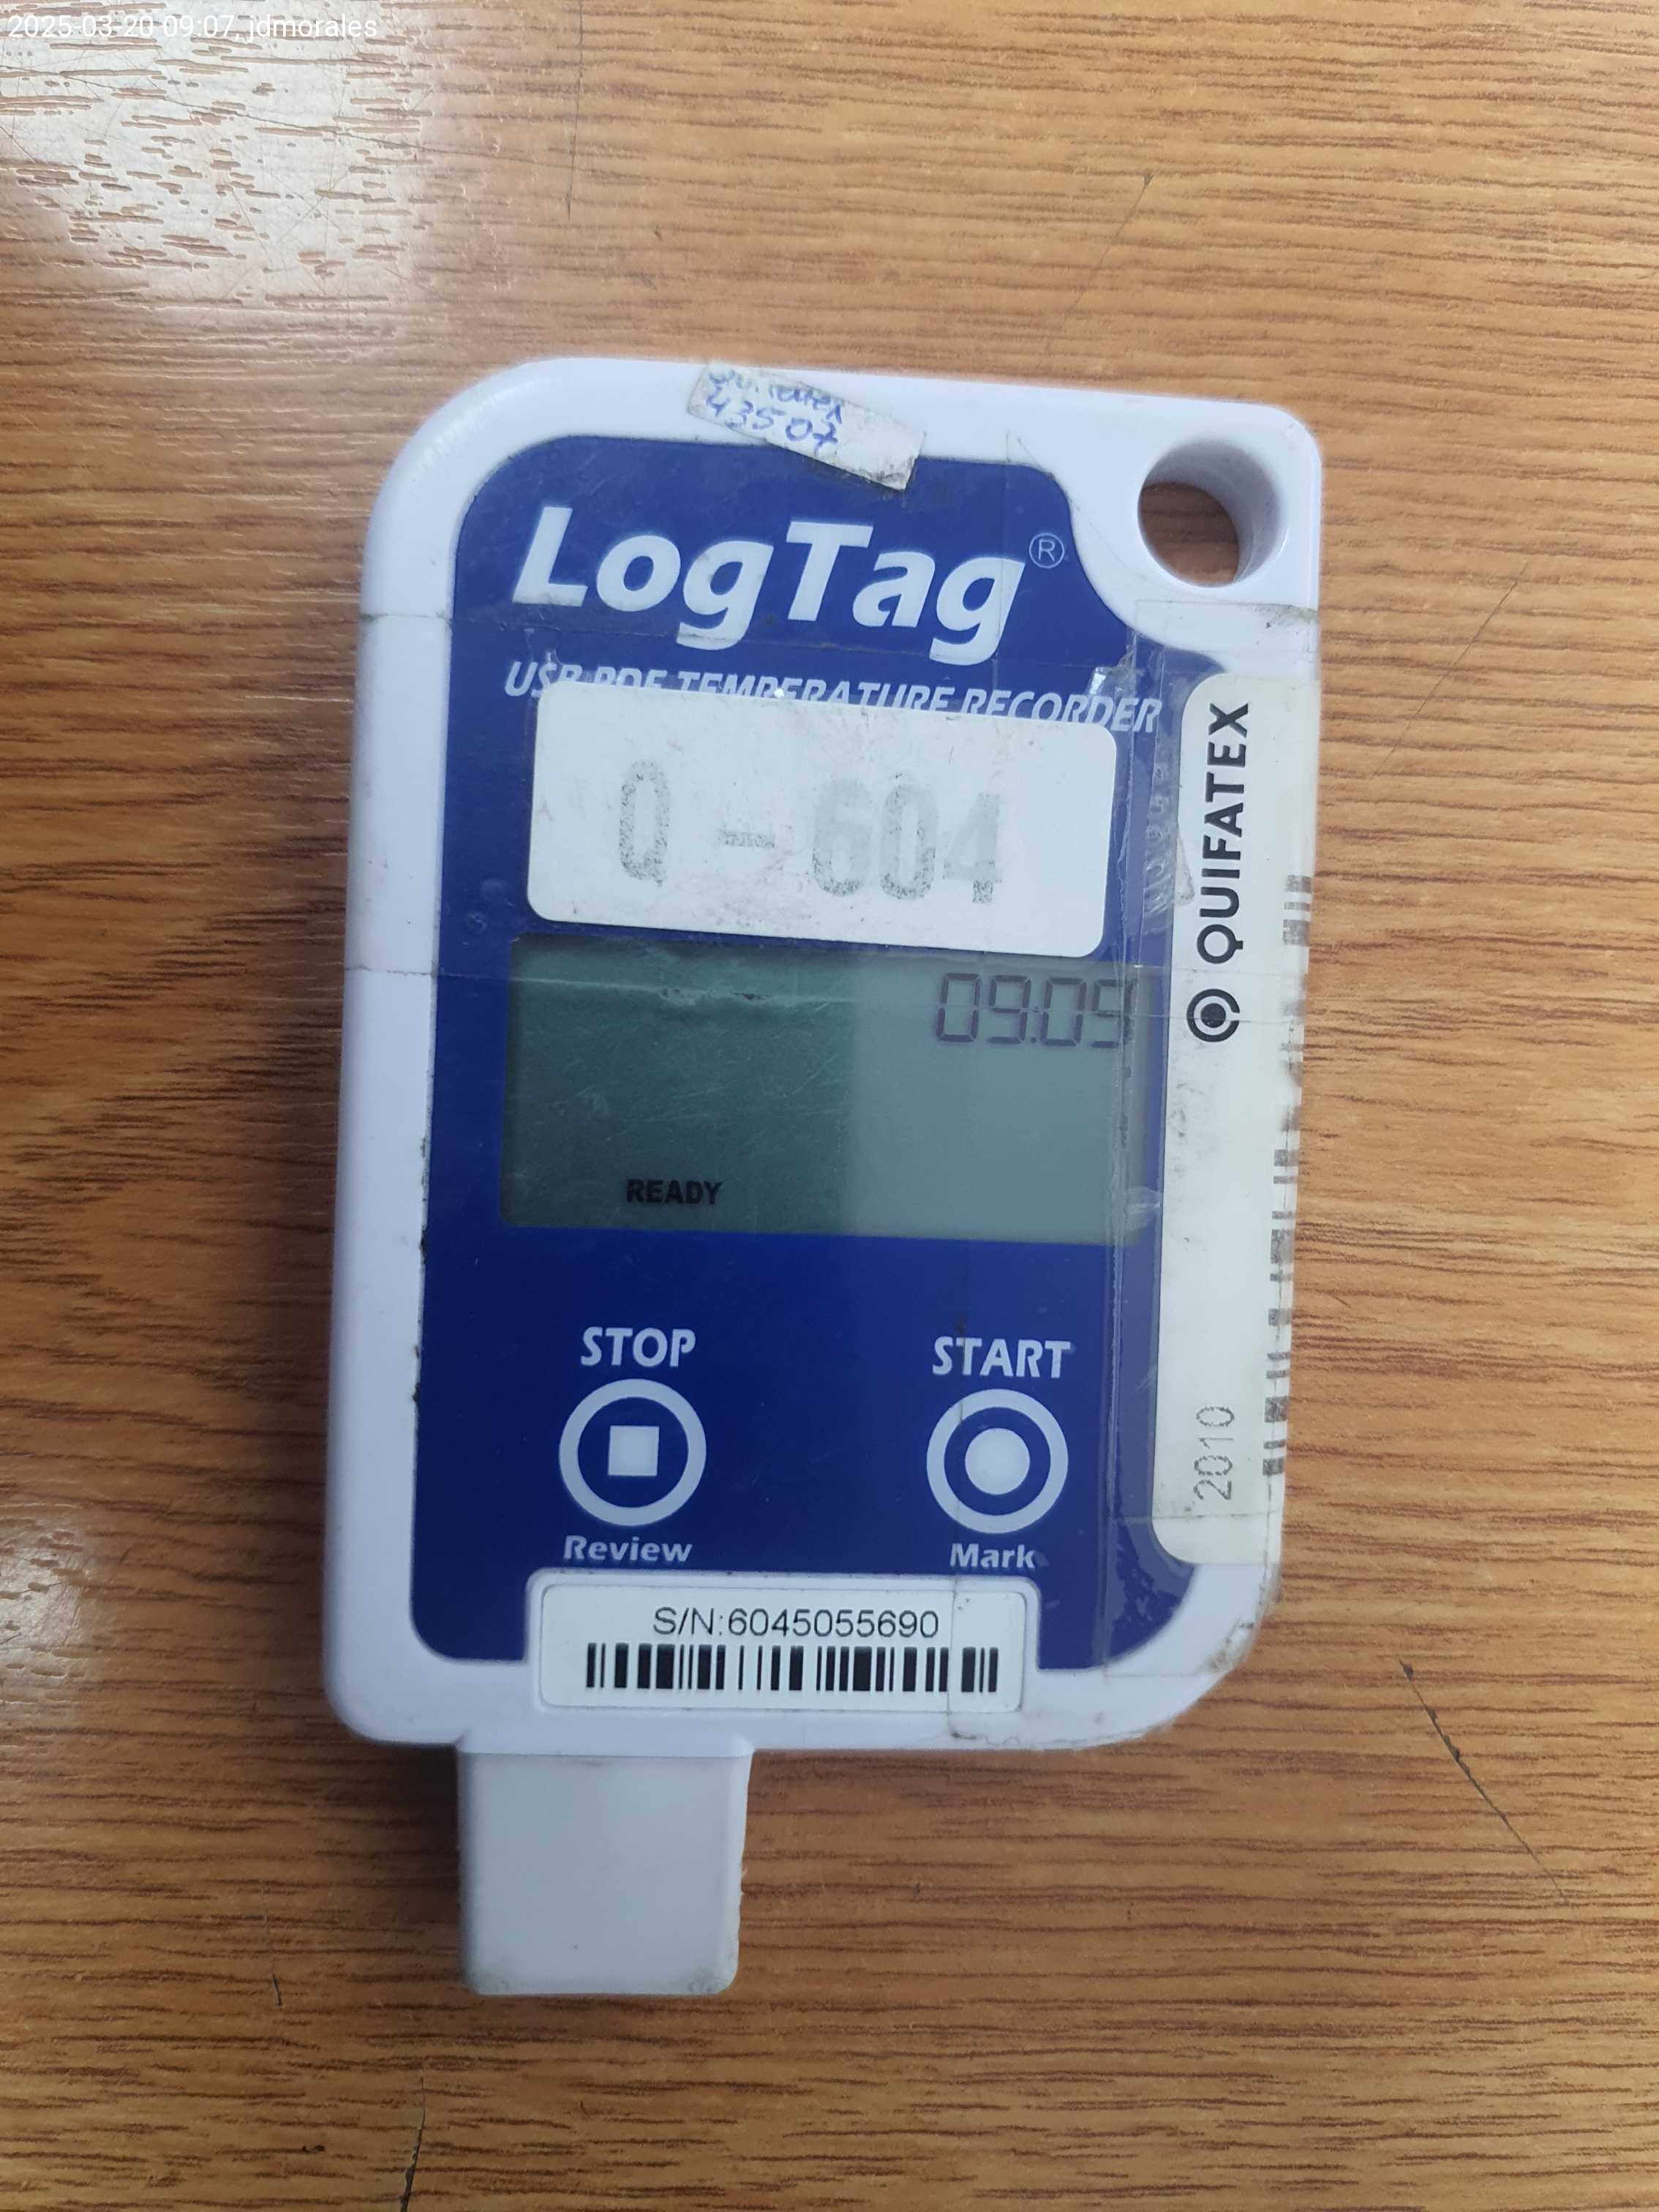 2025-03-20 09:07, jdmorales
43507
LogTag®
USB PDF TEMPERATURE RECORDER
Q - 604
QUIFATEX
2010
09:09
READY
STOP
START
Review
Mark
S/N:6045055690